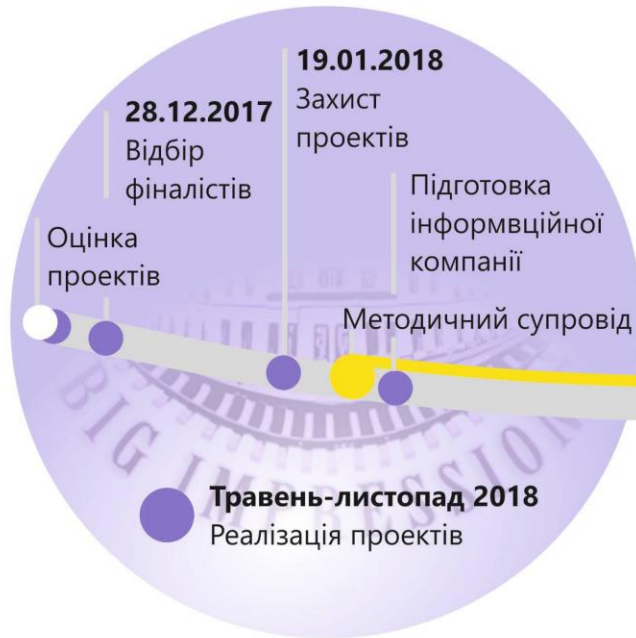 19.01.2018
Захист
проектів
28.12.2017
Відбір
фіналістів
Підготовка
інформвційної
компанії
Оцінка
проектів
Методичний супровід
BIG IMPRESSION
Травень-листопад 2018
Реалізація проектів